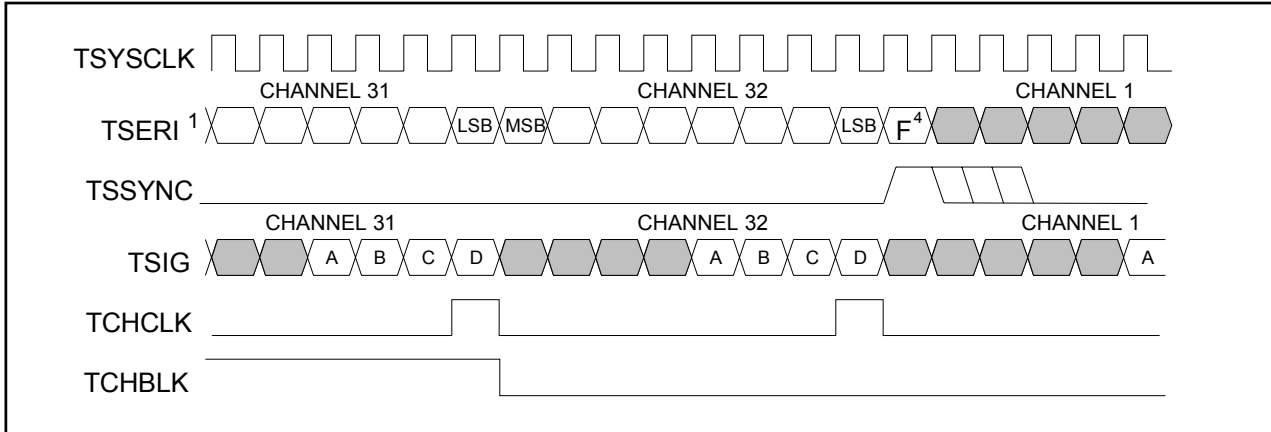 TSYSCLK
CHANNEL 31 CHANNEL 32 CHANNEL 1
TSERI 1 LSB MSB LSB F4
TSSYNC
CHANNEL 31 CHANNEL 32 CHANNEL 1
TSIG A B C D A B C D A
TCHCLK
TCHBLK